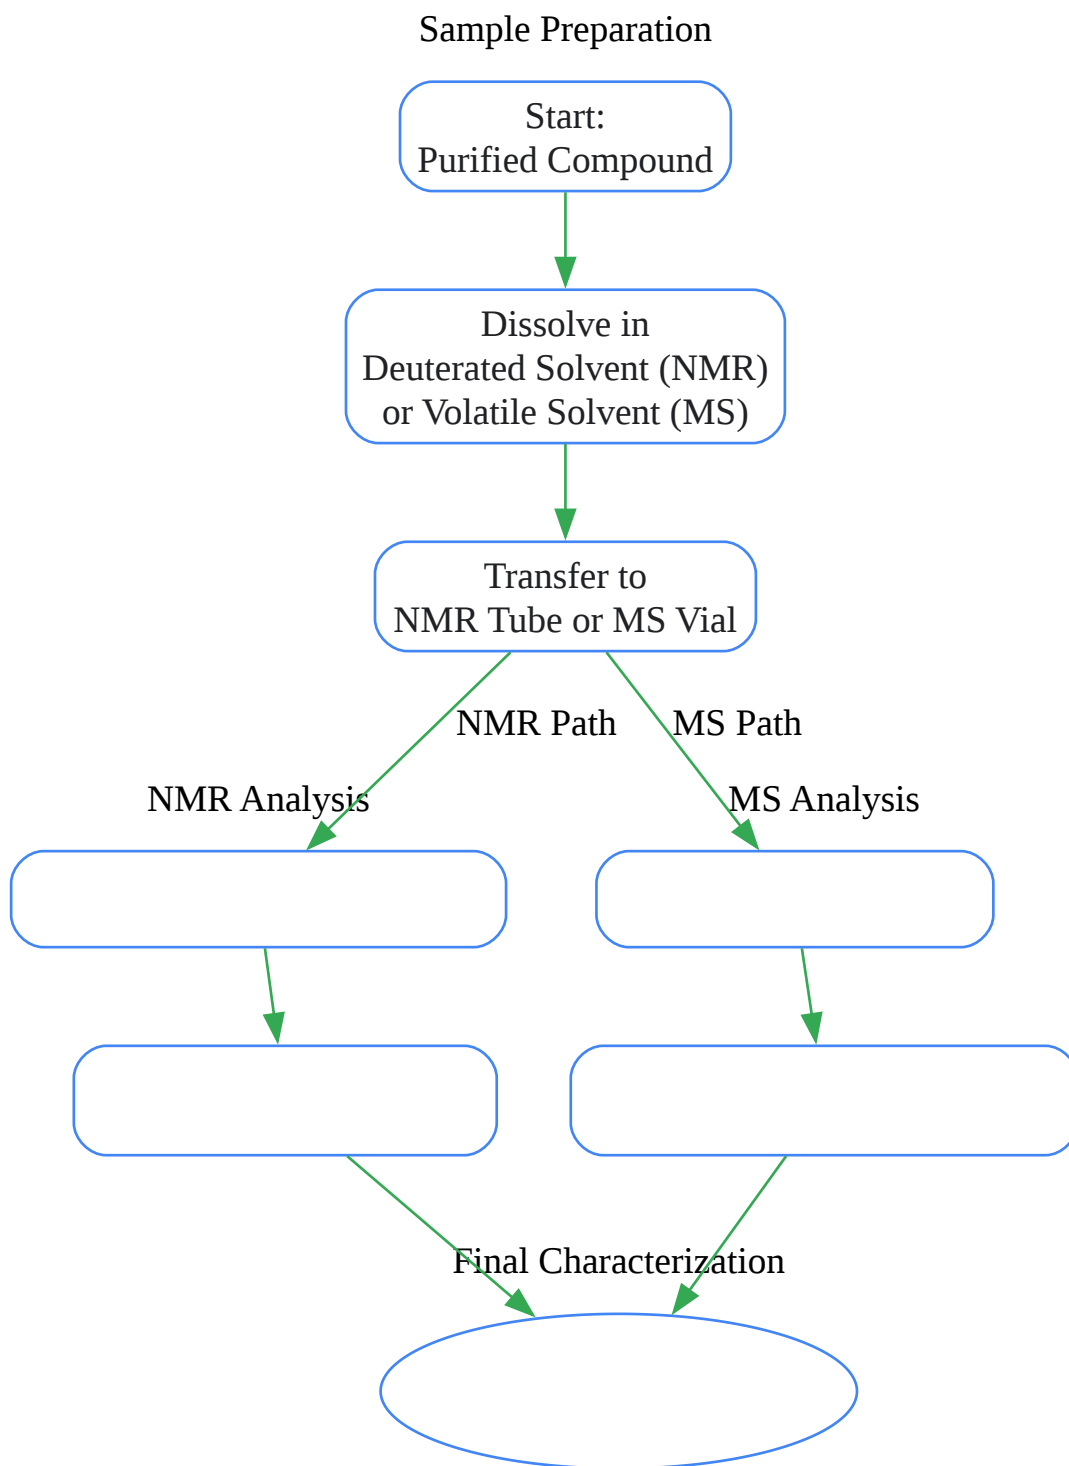 Sample Preparation
Start:
Purified Compound
Dissolve in
Deuterated Solvent (NMR)
or Volatile Solvent (MS)
Transfer to
NMR Tube or MS Vial
NMR Path
MS Path
NMR Analysis
MS Analysis
Final Characterization